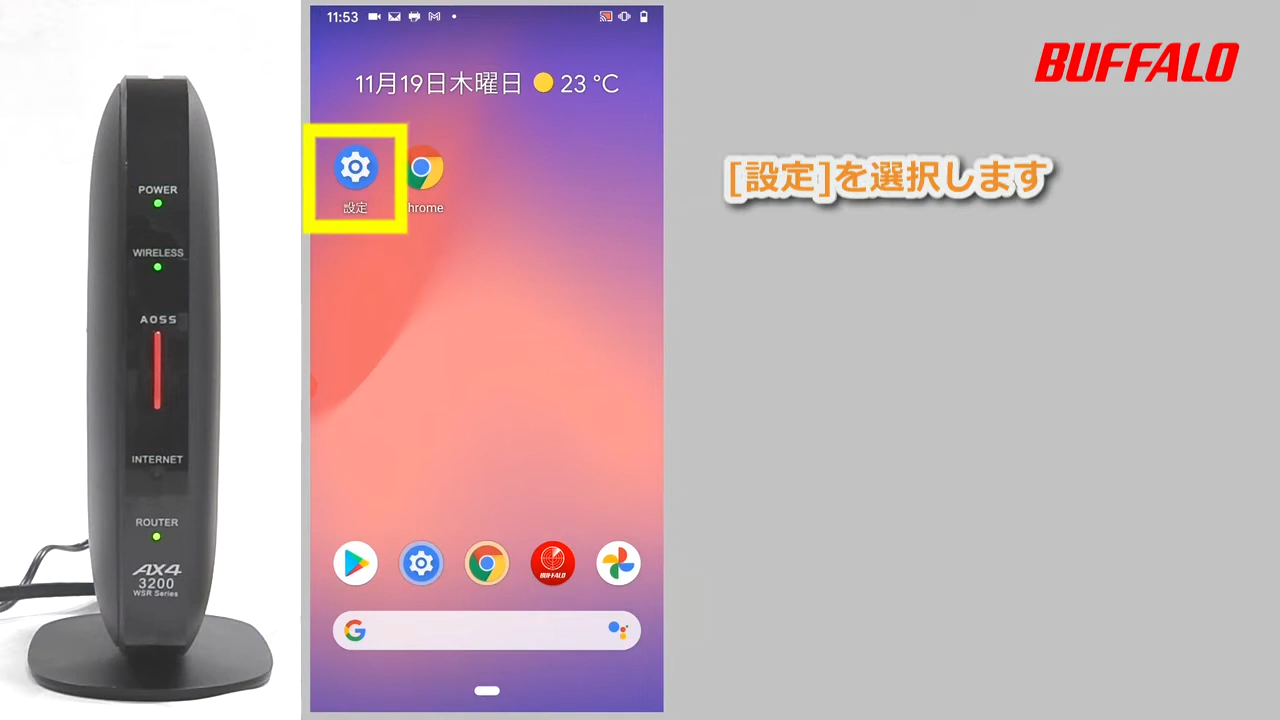 POWER
WIRELESS
AOSS
INTERNET
ROUTER
AX4
3200
WSR Series
11:53
11月19日木曜日 23 °C
設定
hrome
BUFFALO
BUFFALO
[設定]を選択します